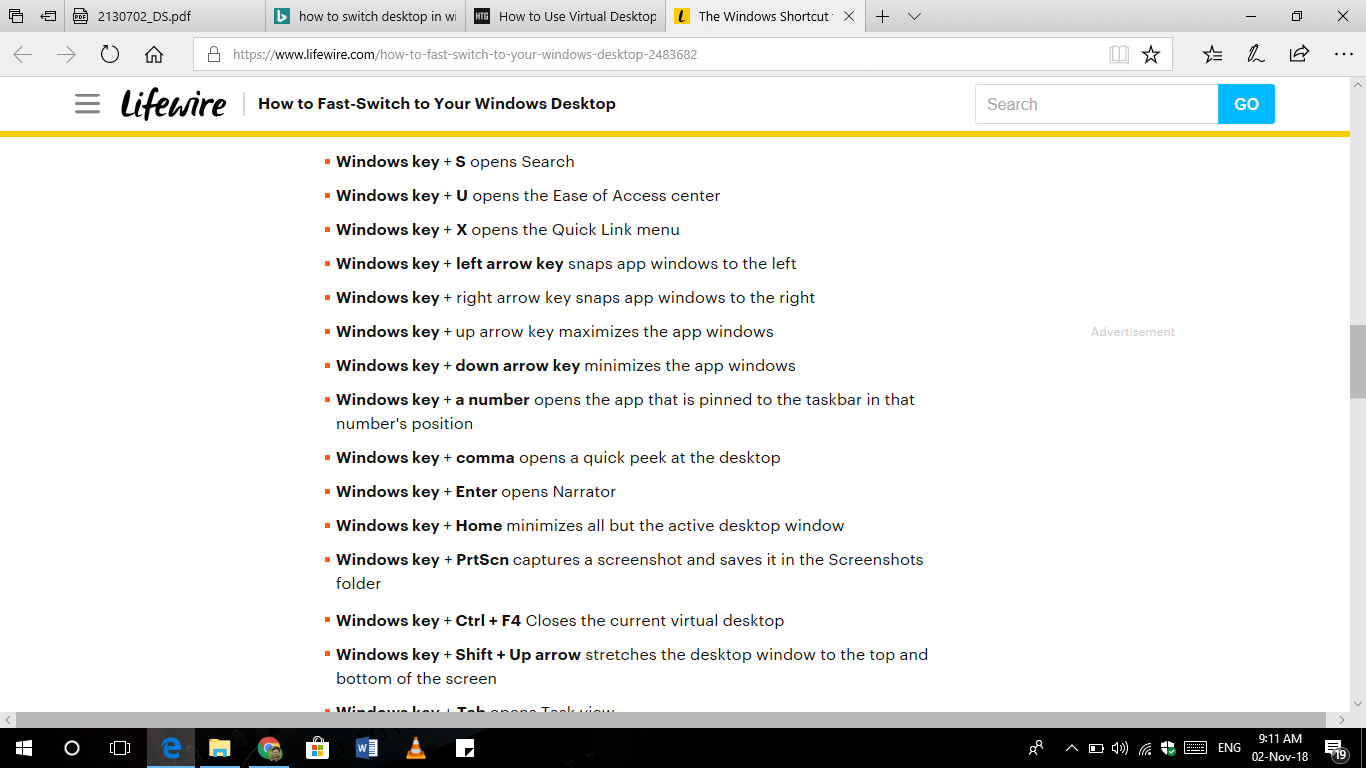 2130702_DS.pdf
how to switch desktop in wi
HTG
How to Use Virtual Desktop
The Windows Shortcut
https://www.lifewire.com/how-to-fast-switch-to-your-windows-desktop-2483682
Lifewire
How to Fast-Switch to Your Windows Desktop
Search
GO
Windows key + S opens Search
Windows key + U opens the Ease of Access center
Windows key + X opens the Quick Link menu
Windows key + left arrow key snaps app windows to the left
Windows key + right arrow key snaps app windows to the right
Windows key + up arrow key maximizes the app windows
Advertisement
Windows key + down arrow key minimizes the app windows
Windows key + a number opens the app that is pinned to the taskbar in that
number's position
Windows key + comma opens a quick peek at the desktop
Windows key + Enter opens Narrator
Windows key + Home minimizes all but the active desktop window
Windows key + PrtScn captures a screenshot and saves it in the Screenshots
folder
Windows key + Ctrl + F4 Closes the current virtual desktop
Windows key + Shift + Up arrow stretches the desktop window to the top and
bottom of the screen
Windows key + Tab opens Task view
ENG
9:11 AM
02-Nov-18
19